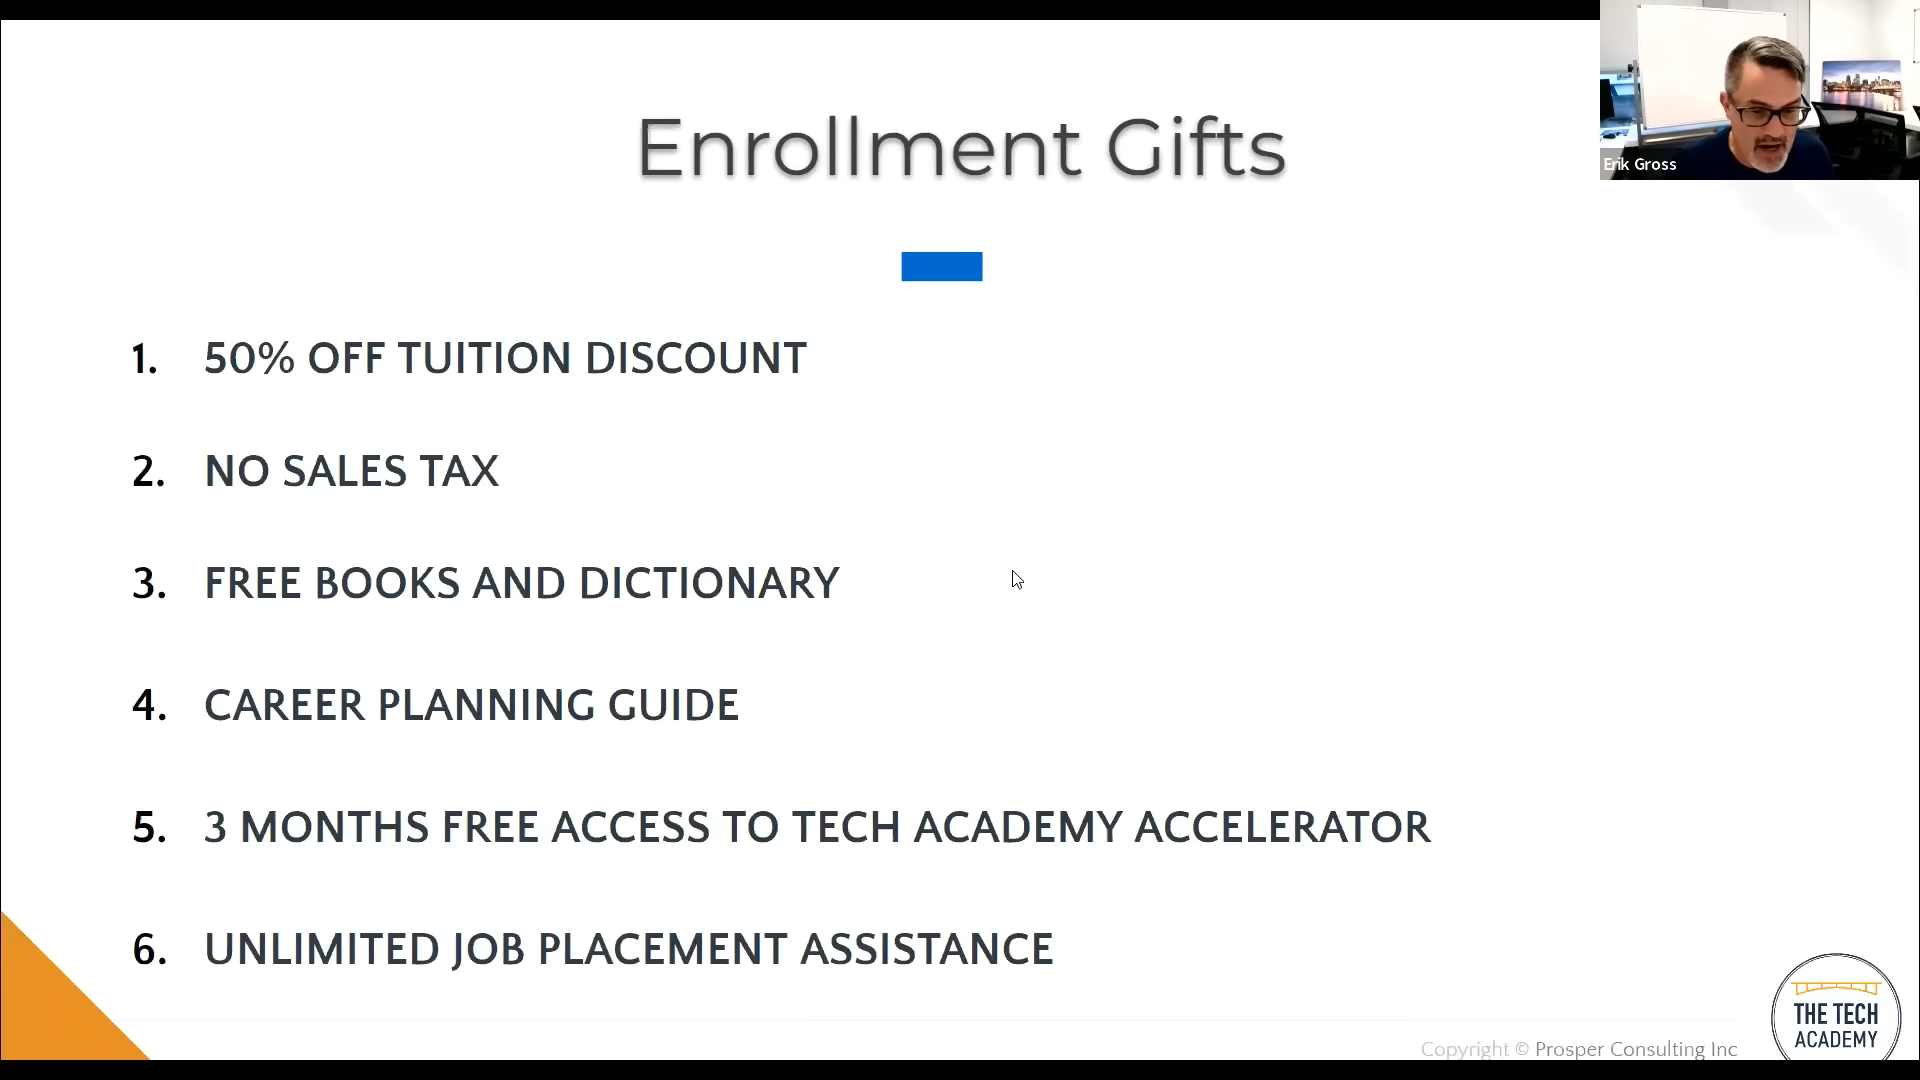 Enrollment Gifts
Erik Gross
1. 50% OFF TUITION DISCOUNT
2. NO SALES TAX
3. FREE BOOKS AND DICTIONARY
4. CAREER PLANNING GUIDE
5. 3 MONTHS FREE ACCESS TO TECH ACADEMY ACCELERATOR
6. UNLIMITED JOB PLACEMENT ASSISTANCE
THE TECH
ACADEMY
Copyright © Prosper Consulting Inc